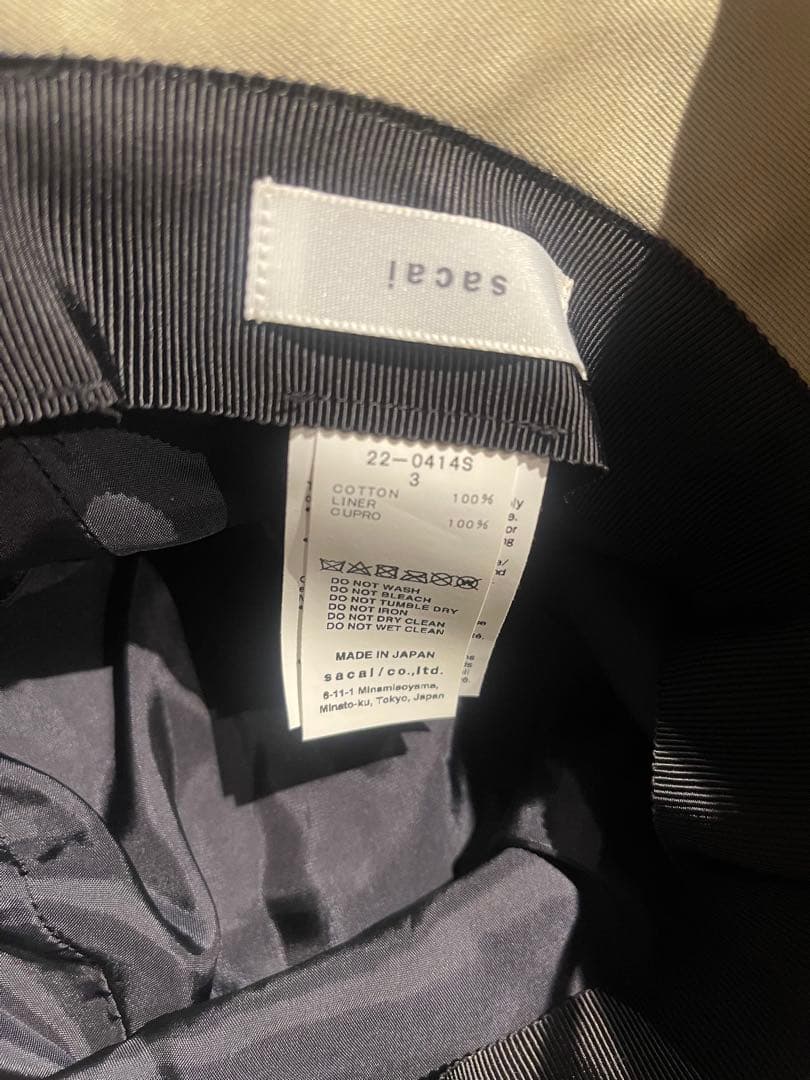 sacai
22-0414S
3
COTTON 100%
LINER
CUPRO 100%
DO NOT WASH
DO NOT BLEACH
DO NOT TUMBLE DRY
DO NOT IRON
DO NOT DRY CLEAN
DO NOT WET CLEAN
MADE IN JAPAN
sacai/co.,ltd.
6-11-1 Minamiaoyama,
Minato-ku, Tokyo, Japan